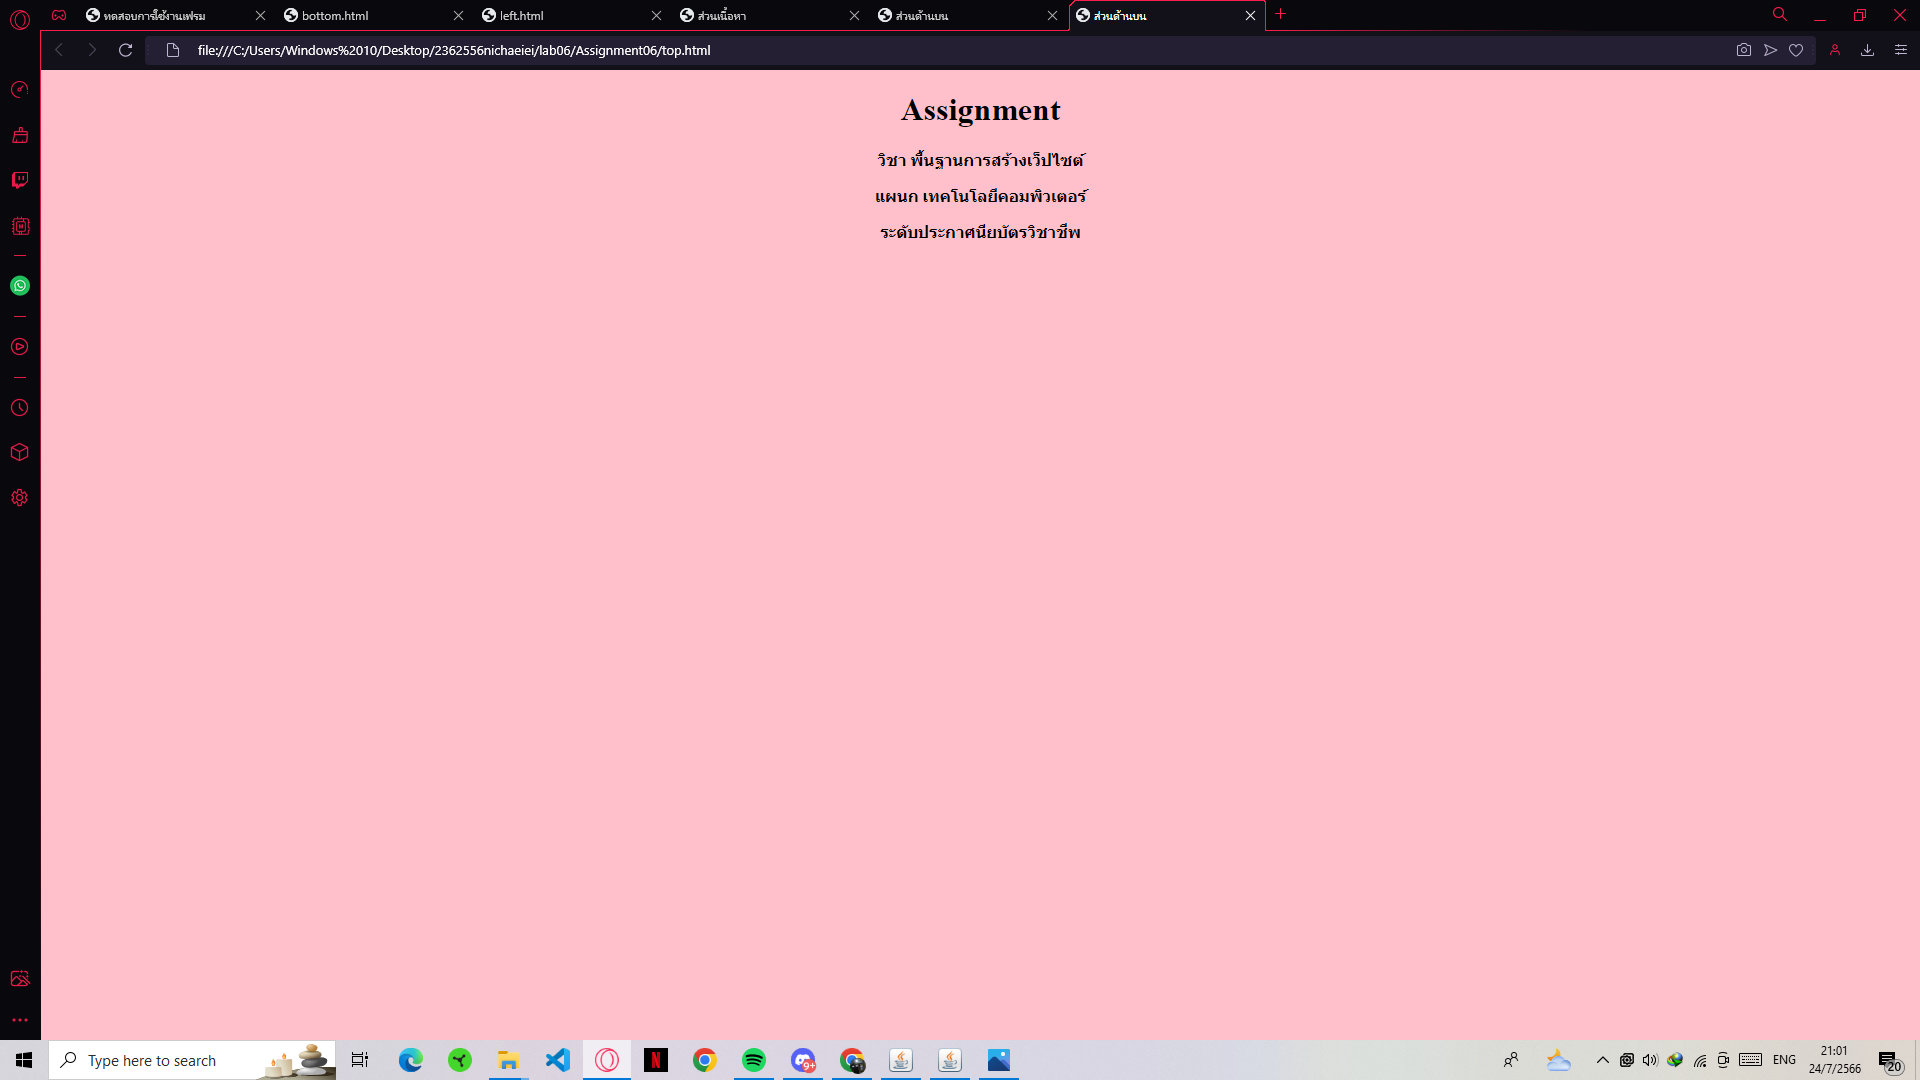 ทดสอบการใช้งานเฟรม
bottom.html
left.html
ส่วนเนื้อหา
ส่วนด้านบน
ส่วนด้านบน
file:///C:/Users/Windows%2010/Desktop/2362556nichaeiei/lab06/Assignment06/top.html
Assignment
วิชา พื้นฐานการสร้างเว็ปไซต์
แผนก เทคโนโลยีคอมพิวเตอร์
ระดับประกาศนียบัตรวิชาชีพ
Type here to search
N
9+
ENG
21:01
24/7/2566
20